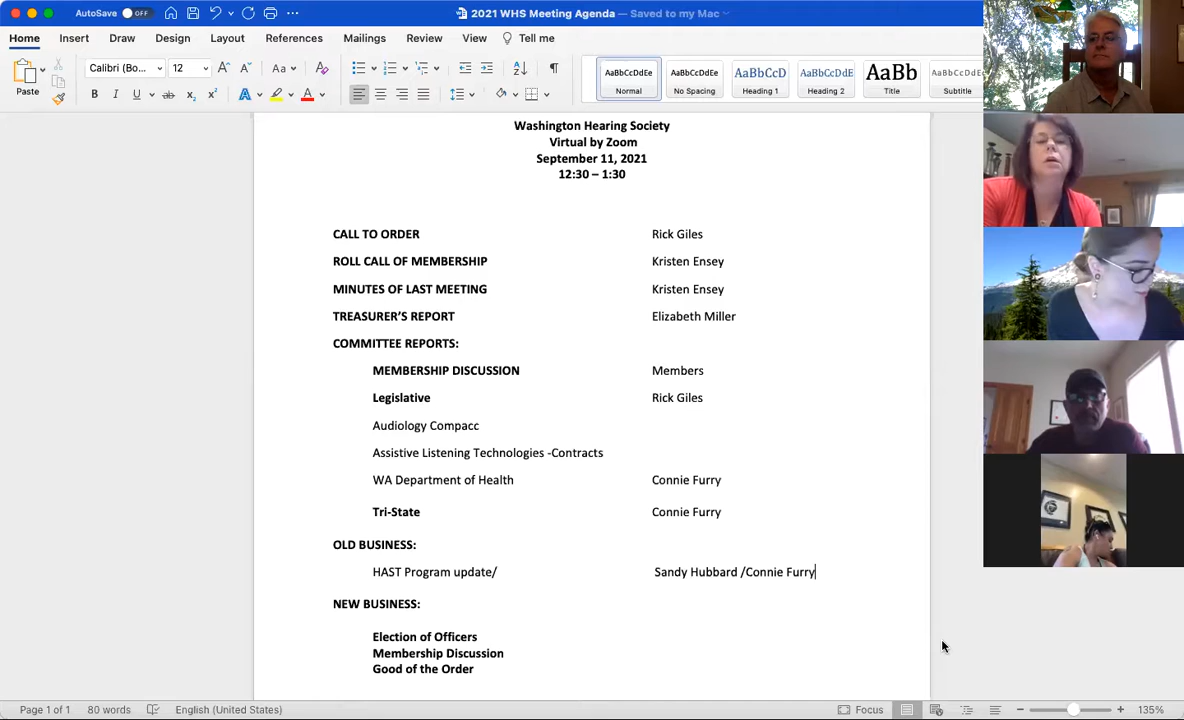 AutoSave OFF
2021 WHS Meeting Agenda — Saved to my Mac
Home Insert Draw Design Layout References Mailings Review View Tell me
Paste
Calibri (Bo... 12
Aa
B I U ab x2 x2 A A
AaBbCcDdEe AaBbCcDdEe AaBbCcD AaBbCcDdE AaBb AaBbCcDdEe
Normal No Spacing Heading 1 Heading 2 Title Subtitle
Washington Hearing Society
Virtual by Zoom
September 11, 2021
12:30 – 1:30
CALL TO ORDER Rick Giles
ROLL CALL OF MEMBERSHIP Kristen Ensey
MINUTES OF LAST MEETING Kristen Ensey
TREASURER'S REPORT Elizabeth Miller
COMMITTEE REPORTS:
MEMBERSHIP DISCUSSION Members
Legislative Rick Giles
Audiology Compacc
Assistive Listening Technologies -Contracts
WA Department of Health Connie Furry
Tri-State Connie Furry
OLD BUSINESS:
HAST Program update/ Sandy Hubbard /Connie Furry
NEW BUSINESS:
Election of Officers
Membership Discussion
Good of the Order
Page 1 of 1 80 words English (United States) Focus 135%